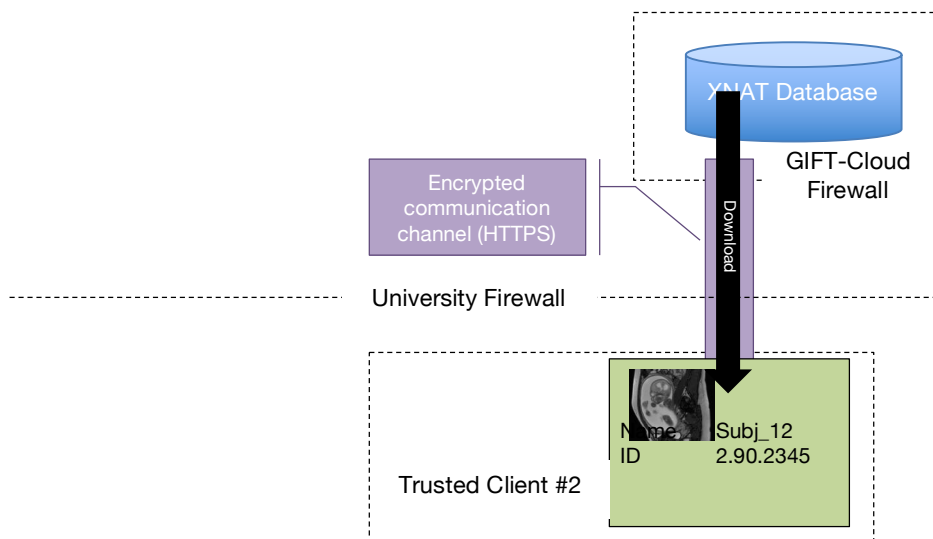 XNAT Database
GIFT-Cloud
Firewall
Encrypted
communication
channel (HTTPS)
Download
University Firewall
Name Subj_12
ID 2.90.2345
Trusted Client #2